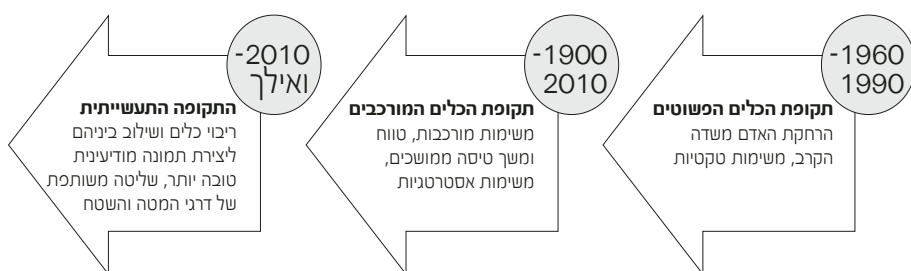 1960-
1990
תקופת הכלים הפשוטים
הרחקת האדם משדה
הקרב, משימות טקטיות
1900-
2010
תקופת הכלים המורכבים
משימות מורכבות, טווח
ומשך טיסה ממושכים,
משימות אסטרטגיות
2010-
ואילך
התקופה התעשייתית
ריבוי כלים ושילוב ביניהם
ליצירת תמונה מודיעינית
טובה יותר, שליטה משותפת
של דרגי המטה והשטח